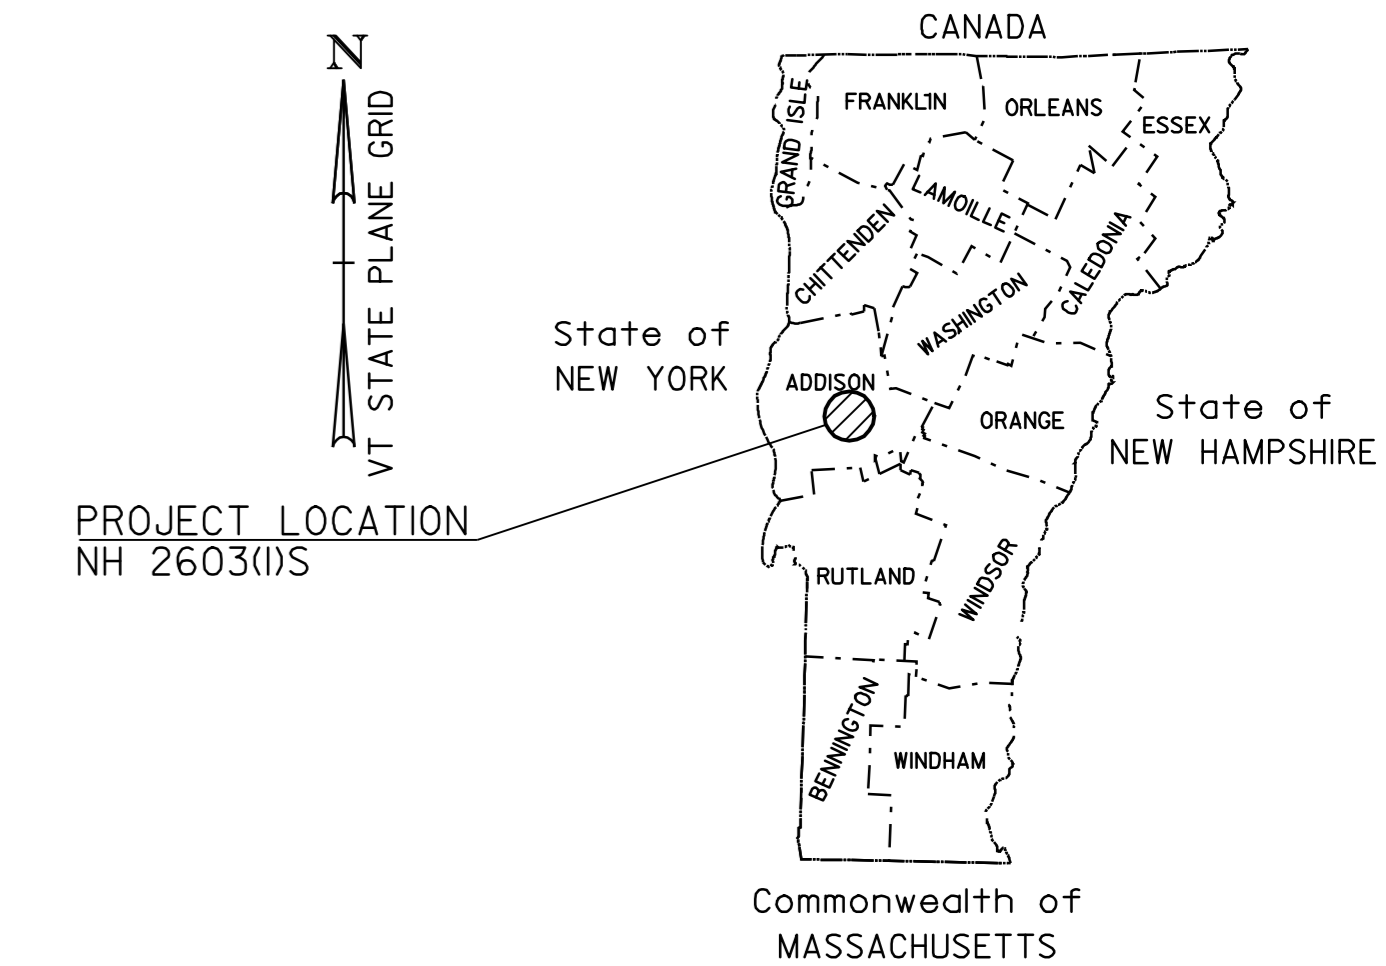 CANADA
N
VT STATE PLANE GRID
GRAND ISLE
FRANKLIN
ORLEANS
ESSEX
LAMOILLE
CHITTENDEN
CALEDONIA
WASHINGTON
State of
NEW YORK
ADDISON
ORANGE
State of
NEW HAMPSHIRE
PROJECT LOCATION
NH 2603(1)S
RUTLAND
WINDSOR
BENNINGTON
WINDHAM
Commonwealth of
MASSACHUSETTS